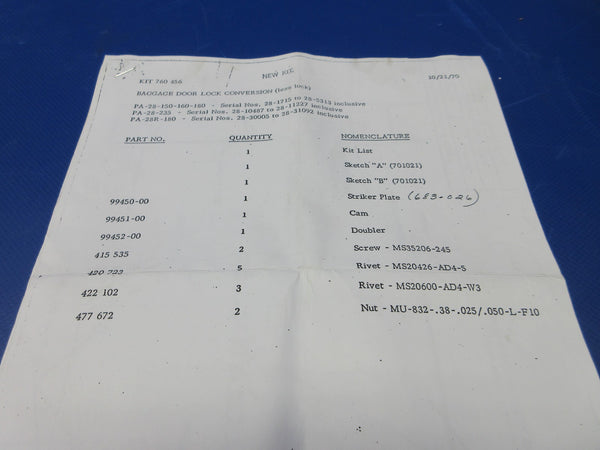 NEW KIT
KIT 760 456 10/21/75
BAGGAGE DOOR LOCK CONVERSION (less lock)
PA-28-150-160-180 - Serial Nos. 28-1215 to 28-5313 inclusive
PA-28-235 - Serial Nos. 28-10487 to 28-11227 inclusive
PA-28R-180 - Serial Nos. 28-30005 to 28-31092 inclusive
PART NO. QUANTITY NOMENCLATURE
1 Kit List
1 Sketch "A" (701021)
1 Sketch "B" (701021)
99450-00 1 Striker Plate (683-026)
99451-00 1 Cam
99452-00 1 Doubler
415 535 2 Screw - MS35206-245
5 Rivet - MS20426-AD4-5
422 102 3 Rivet - MS20600-AD4-W3
477 672 2 Nut - MU-832-.38-.025/.050-L-F10